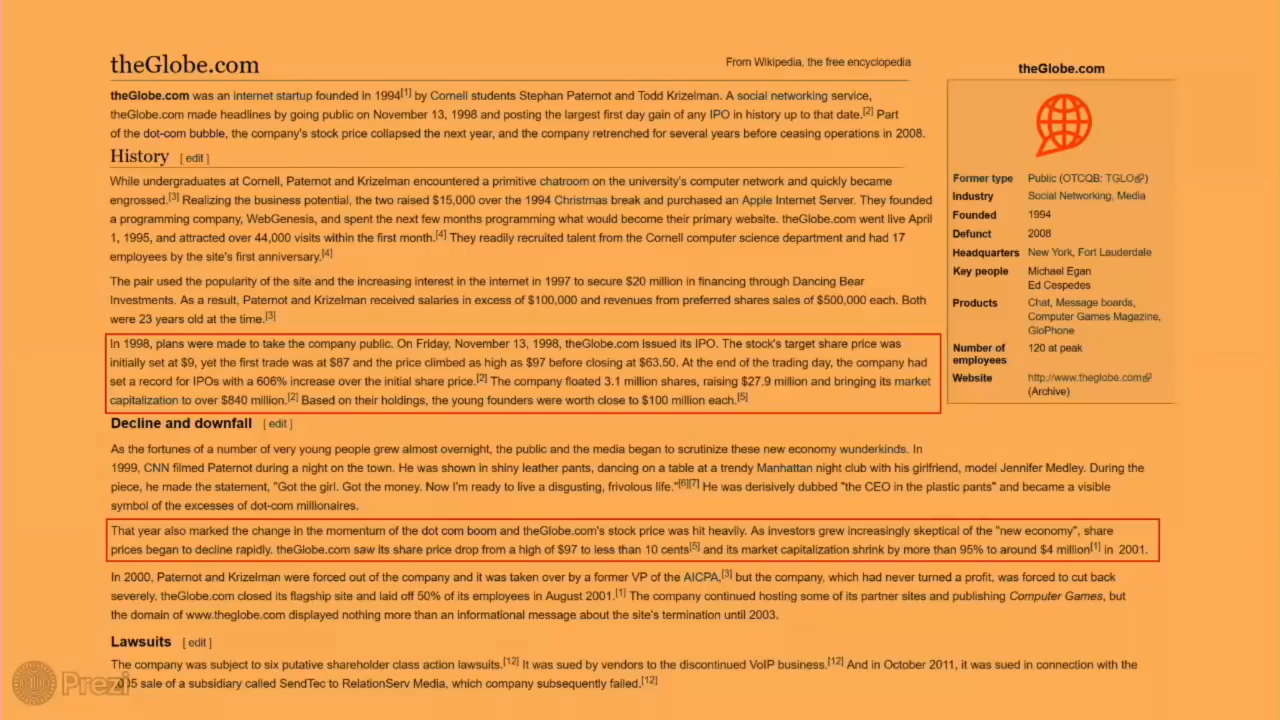 theGlobe.com
From Wikipedia, the free encyclopedia
theGlobe.com was an internet startup founded in 1994[1] by Cornell students Stephan Paternot and Todd Krizelman. A social networking service,
theGlobe.com made headlines by going public on November 13, 1998 and posting the largest first day gain of any IPO in history up to that date.[2] Part
of the dot-com bubble, the company's stock price collapsed the next year, and the company retrenched for several years before ceasing operations in 2008.
History [ edit ]
While undergraduates at Cornell, Paternot and Krizelman encountered a primitive chatroom on the university's computer network and quickly became
engrossed.[3] Realizing the business potential, the two raised $15,000 over the 1994 Christmas break and purchased an Apple Internet Server. They founded
a programming company, WebGenesis, and spent the next few months programming what would become their primary website. theGlobe.com went live April
1, 1995, and attracted over 44,000 visits within the first month.[4] They readily recruited talent from the Cornell computer science department and had 17
employees by the site's first anniversary.[4]
The pair used the popularity of the site and the increasing interest in the internet in 1997 to secure $20 million in financing through Dancing Bear
Investments. As a result, Paternot and Krizelman received salaries in excess of $100,000 and revenues from preferred shares sales of $500,000 each. Both
were 23 years old at the time.[3]
In 1998, plans were made to take the company public. On Friday, November 13, 1998, theGlobe.com issued its IPO. The stock's target share price was
initially set at $9, yet the first trade was at $87 and the price climbed as high as $97 before closing at $63.50. At the end of the trading day, the company had
set a record for IPOs with a 606% increase over the initial share price.[2] The company floated 3.1 million shares, raising $27.9 million and bringing its market
capitalization to over $840 million.[2] Based on their holdings, the young founders were worth close to $100 million each.[5]
Decline and downfall [ edit ]
As the fortunes of a number of very young people grew almost overnight, the public and the media began to scrutinize these new economy wunderkinds. In
1999, CNN filmed Paternot during a night on the town. He was shown in shiny leather pants, dancing on a table at a trendy Manhattan night club with his girlfriend, model Jennifer Medley. During the
piece, he made the statement, "Got the girl. Got the money. Now I'm ready to live a disgusting, frivolous life."[6][7] He was derisively dubbed "the CEO in the plastic pants" and became a visible
symbol of the excesses of dot-com millionaires.
That year also marked the change in the momentum of the dot com boom and theGlobe.com's stock price was hit heavily. As investors grew increasingly skeptical of the "new economy", share
prices began to decline rapidly. theGlobe.com saw its share price drop from a high of $97 to less than 10 cents[5] and its market capitalization shrink by more than 95% to around $4 million[1] in 2001.
In 2000, Paternot and Krizelman were forced out of the company and it was taken over by a former VP of the AICPA,[3] but the company, which had never turned a profit, was forced to cut back
severely. theGlobe.com closed its flagship site and laid off 50% of its employees in August 2001.[1] The company continued hosting some of its partner sites and publishing Computer Games, but
the domain of www.theglobe.com displayed nothing more than an informational message about the site's termination until 2003.
Lawsuits [ edit ]
The company was subject to six putative shareholder class action lawsuits.[12] It was sued by vendors to the discontinued VoIP business.[12] And in October 2011, it was sued in connection with the
sale of a subsidiary called SendTec to RelationServ Media, which company subsequently failed.[12]
theGlobe.com
Former type Public (OTCQB: TGLO)
Industry Social Networking, Media
Founded 1994
Defunct 2008
Headquarters New York, Fort Lauderdale
Key people Michael Egan
Ed Cespedes
Products Chat, Message boards,
Computer Games Magazine,
GloPhone
Number of 120 at peak
employees
Website http://www.theglobe.com
(Archive)
Prezi